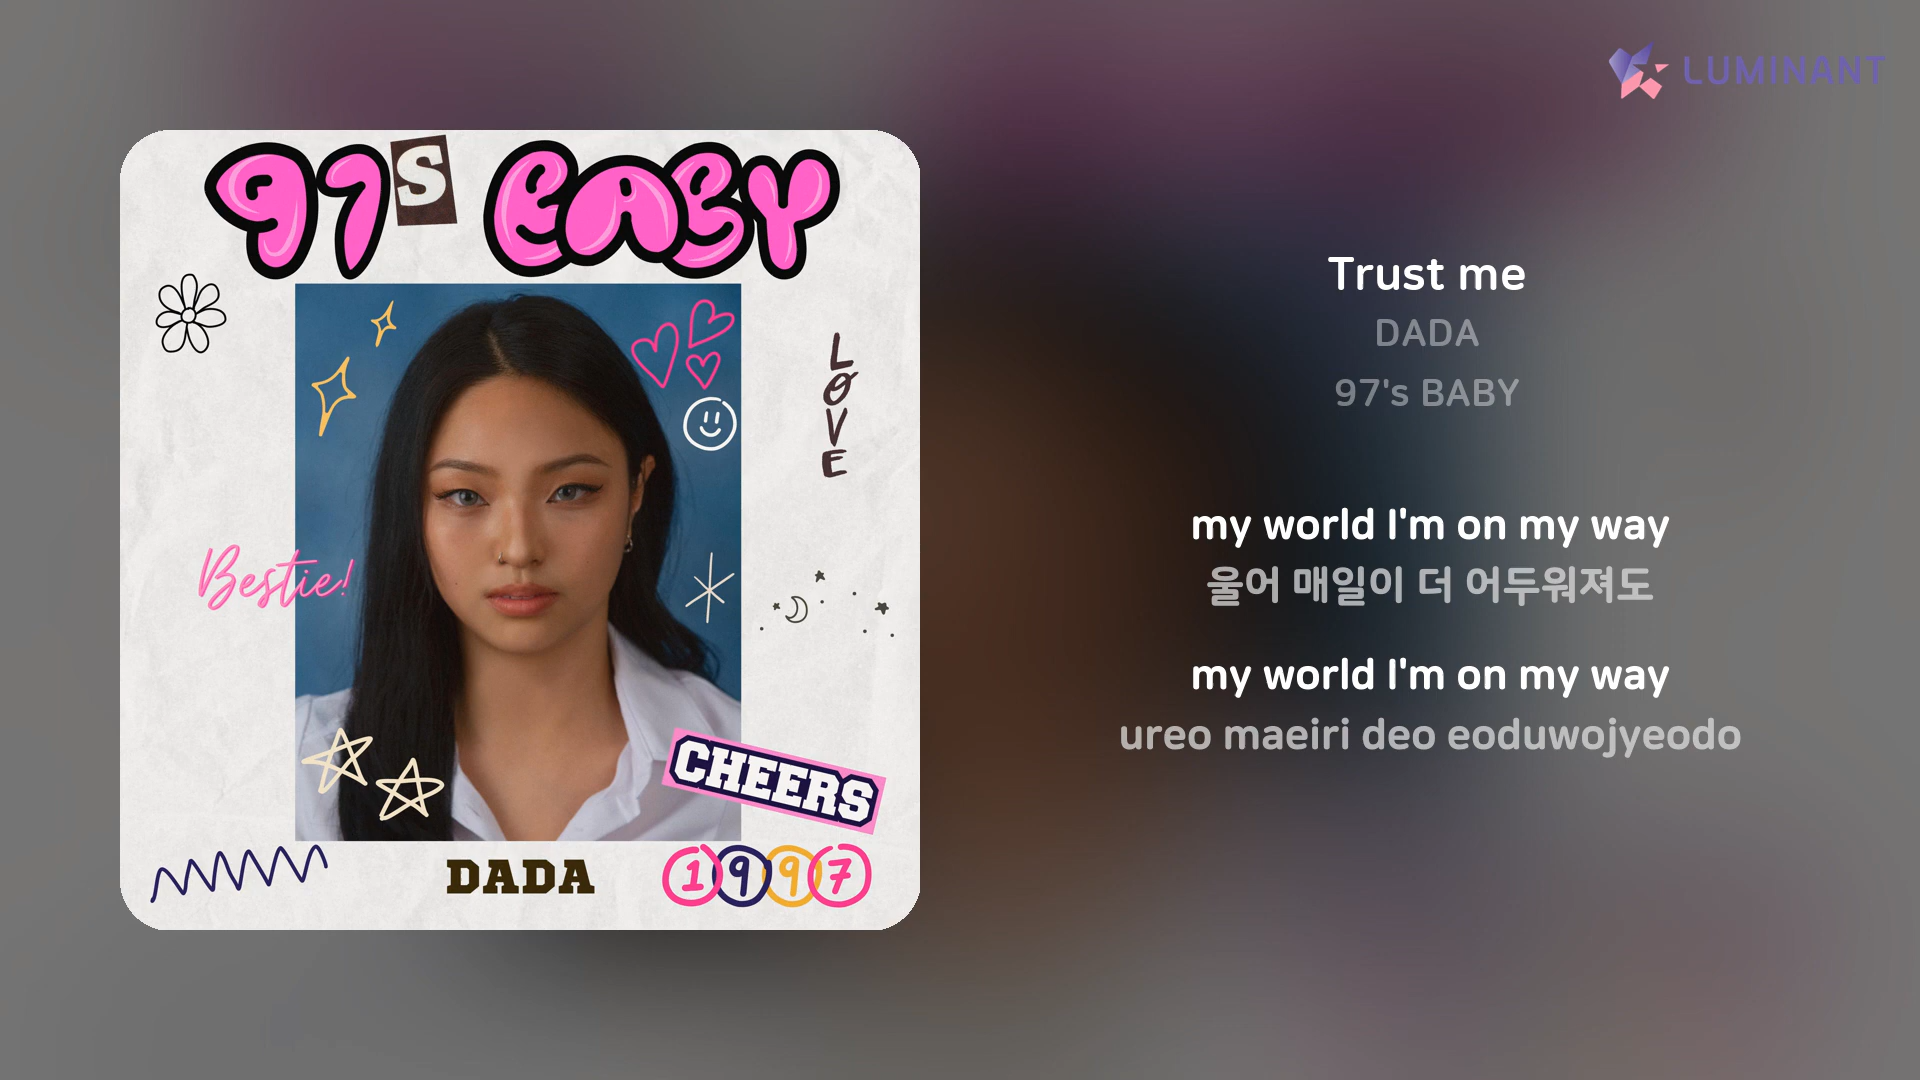 97's BABY
LOVE
Bestie!
CHEERS
DADA
1997
LUMINANT
Trust me
DADA
97's BABY
my world I'm on my way
울어 매일이 더 어두워져도
my world I'm on my way
ureo maeiri deo eoduwojyeodo